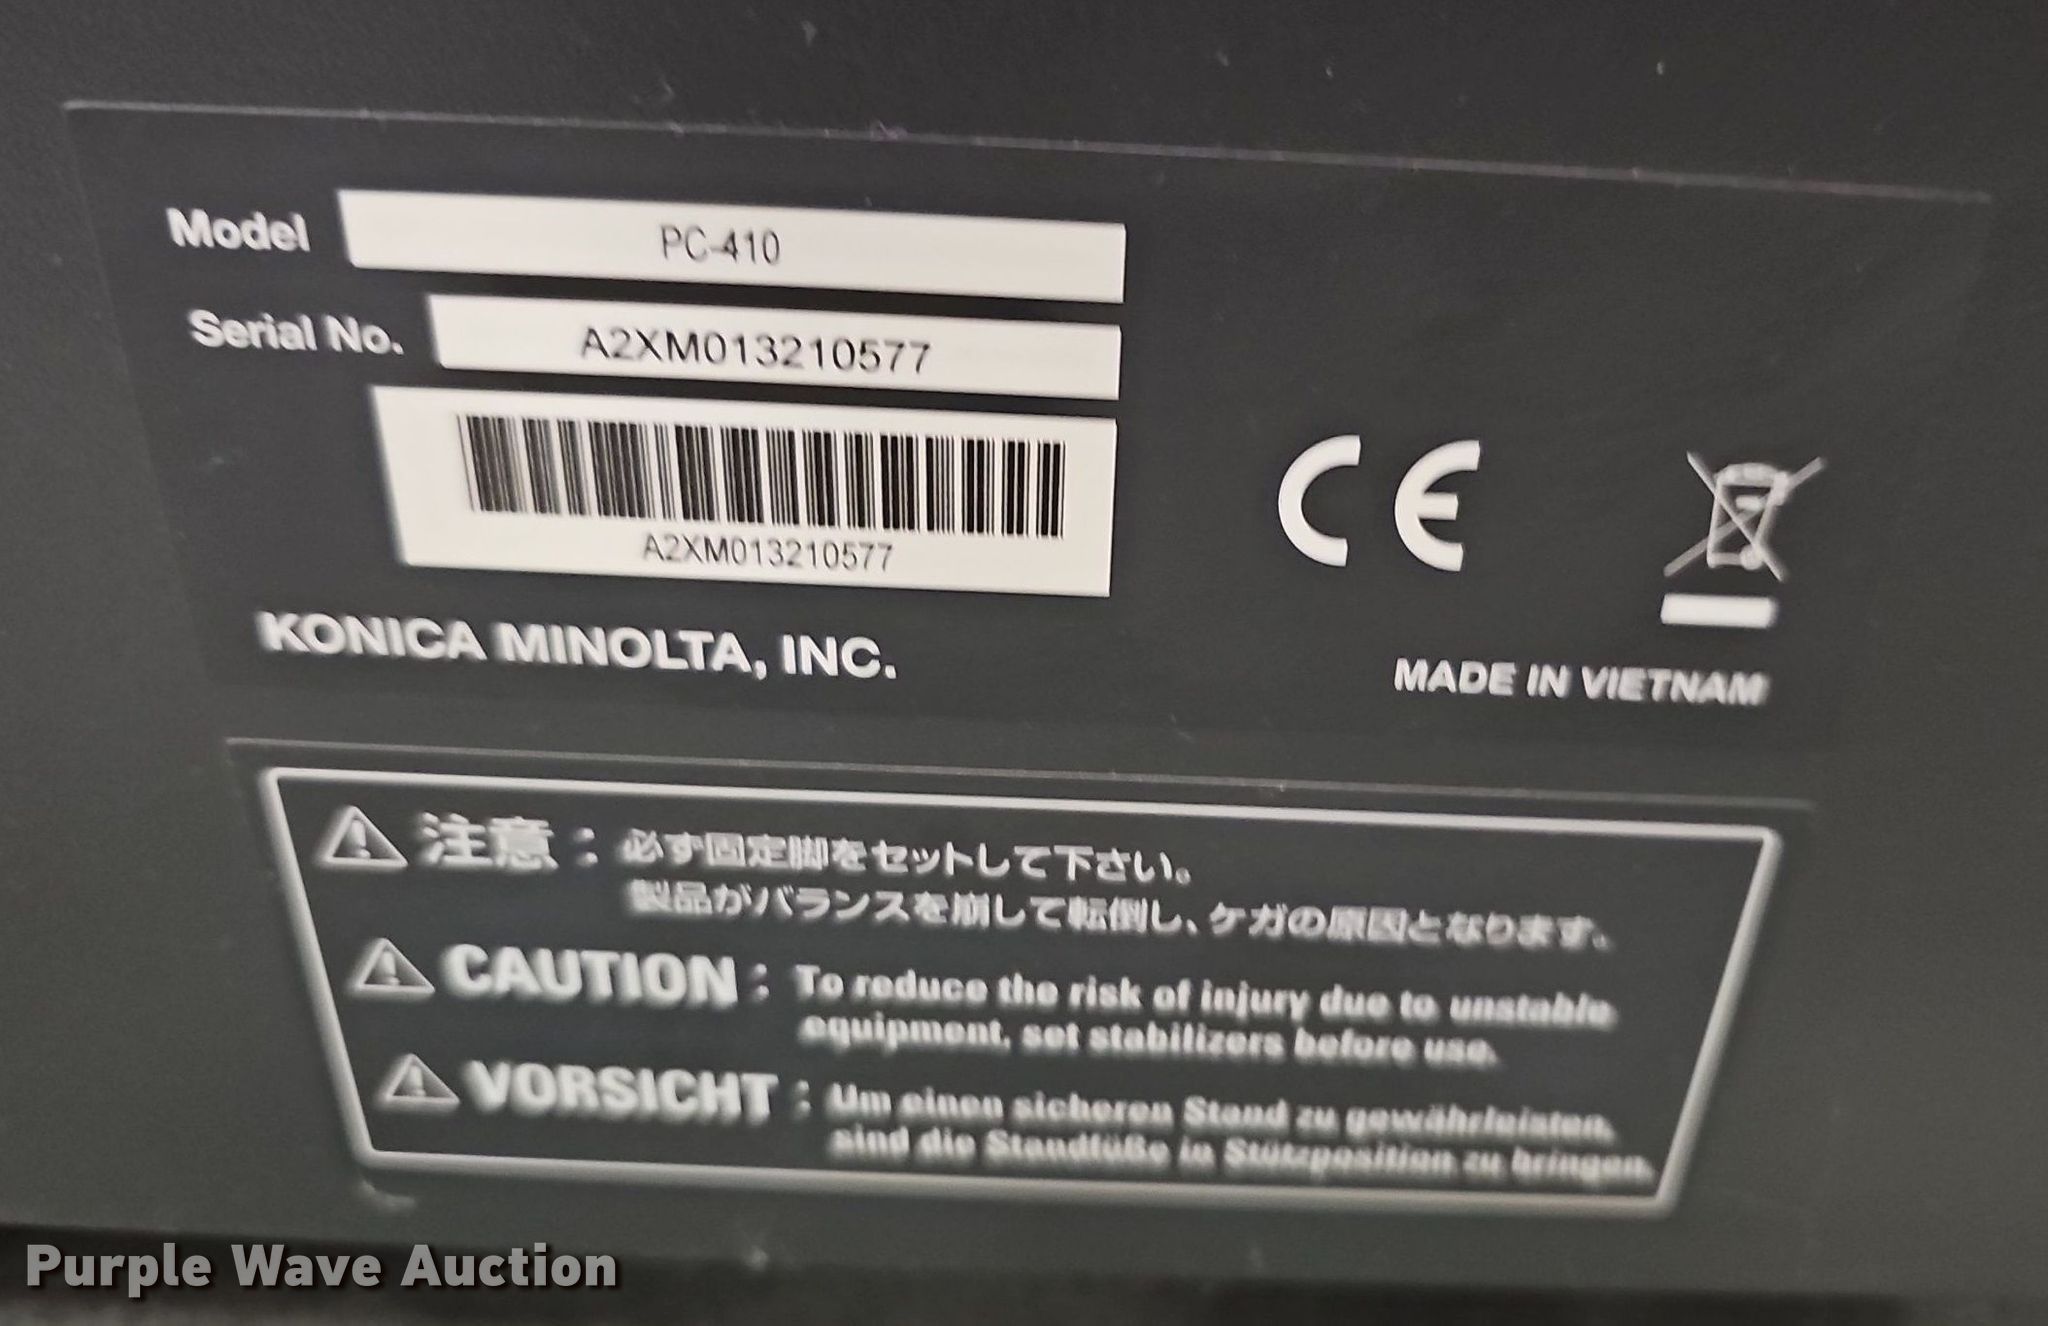 Model PC-410
Serial No. A2XM013210577
A2XM013210577
CE
KONICA MINOLTA, INC.
MADE IN VIETNAM
注意：必ず固定脚をセットして下さい。
製品がバランスを崩して転倒し、ケガの原因となります。
CAUTION: To reduce the risk of injury due to unstable
equipment, set stabilizers before use.
VORSICHT: Um einen sicheren Stand zu gewährleisten,
sind die Standfüße in Stützposition zu bringen.
Purple Wave Auction